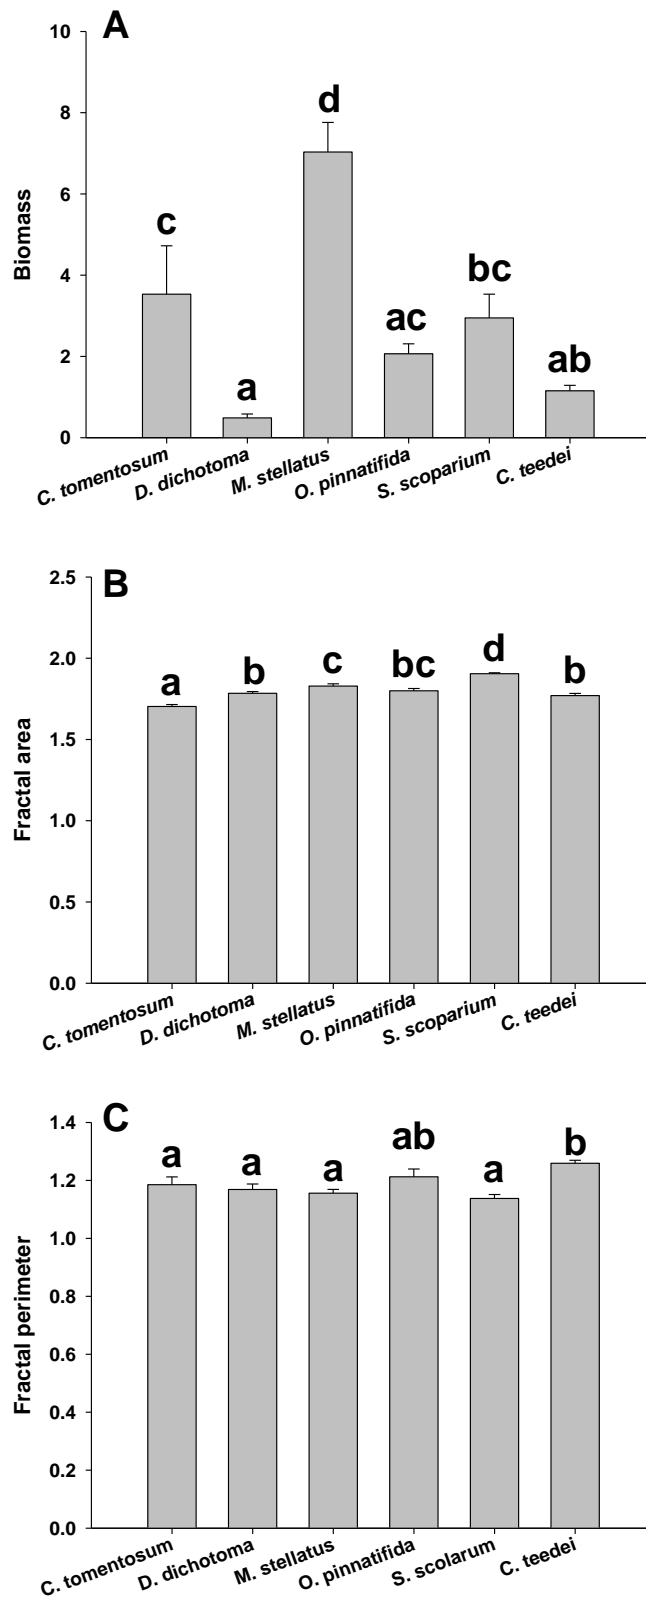 A
10
8
6
4
2
0
Biomass
c
a
d
ac
bc
ab
C. tomentosum
D. dichotoma
M. stellatus
O. pinnatifida
S. scoparium
C. teedei
B
2.5
2.0
1.5
1.0
0.5
0.0
Fractal area
a
b
c
bc
d
b
C. tomentosum
D. dichotoma
M. stellatus
O. pinnatifida
S. scoparium
C. teedei
C
1.4
1.2
1.0
0.8
0.6
0.4
0.2
0.0
Fractal perimeter
a
a
a
ab
a
b
C. tomentosum
D. dichotoma
M. stellatus
O. pinnatifida
S. scolarum
C. teedei